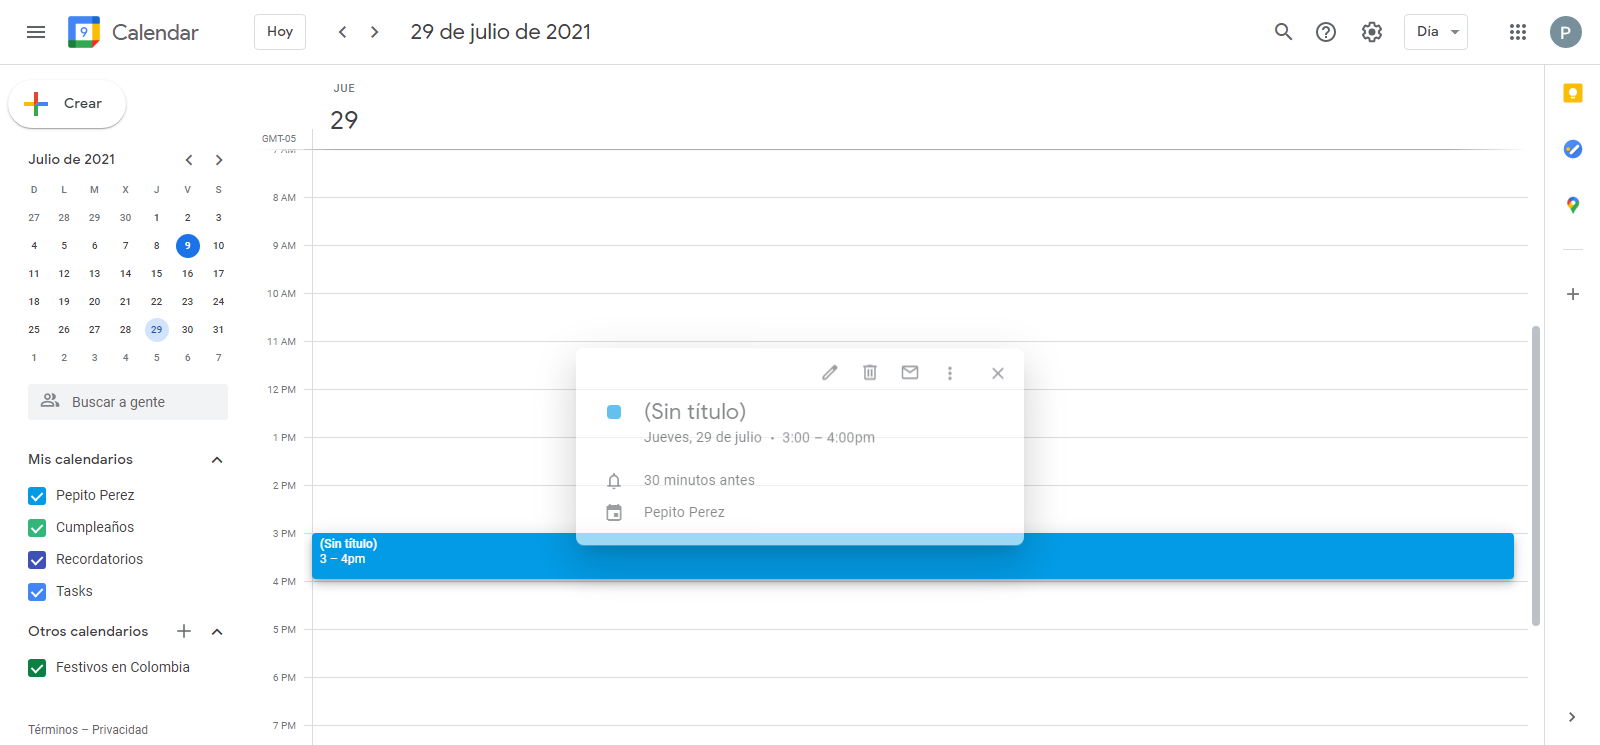 9 Calendar Hoy 29 de julio de 2021 Día P
Crear
Julio de 2021
D L M X J V S
27 28 29 30 1 2 3
4 5 6 7 8 9 10
11 12 13 14 15 16 17
18 19 20 21 22 23 24
25 26 27 28 29 30 31
1 2 3 4 5 6 7
Buscar a gente
Mis calendarios
Pepito Perez
Cumpleaños
Recordatorios
Tasks
Otros calendarios
Festivos en Colombia
Términos – Privacidad
JUE
29
GMT-05
7 AM
8 AM
9 AM
10 AM
11 AM
12 PM
1 PM
2 PM
3 PM
4 PM
5 PM
6 PM
7 PM
(Sin título)
Jueves, 29 de julio • 3:00 – 4:00pm
30 minutos antes
Pepito Perez
(Sin título)
3 – 4pm